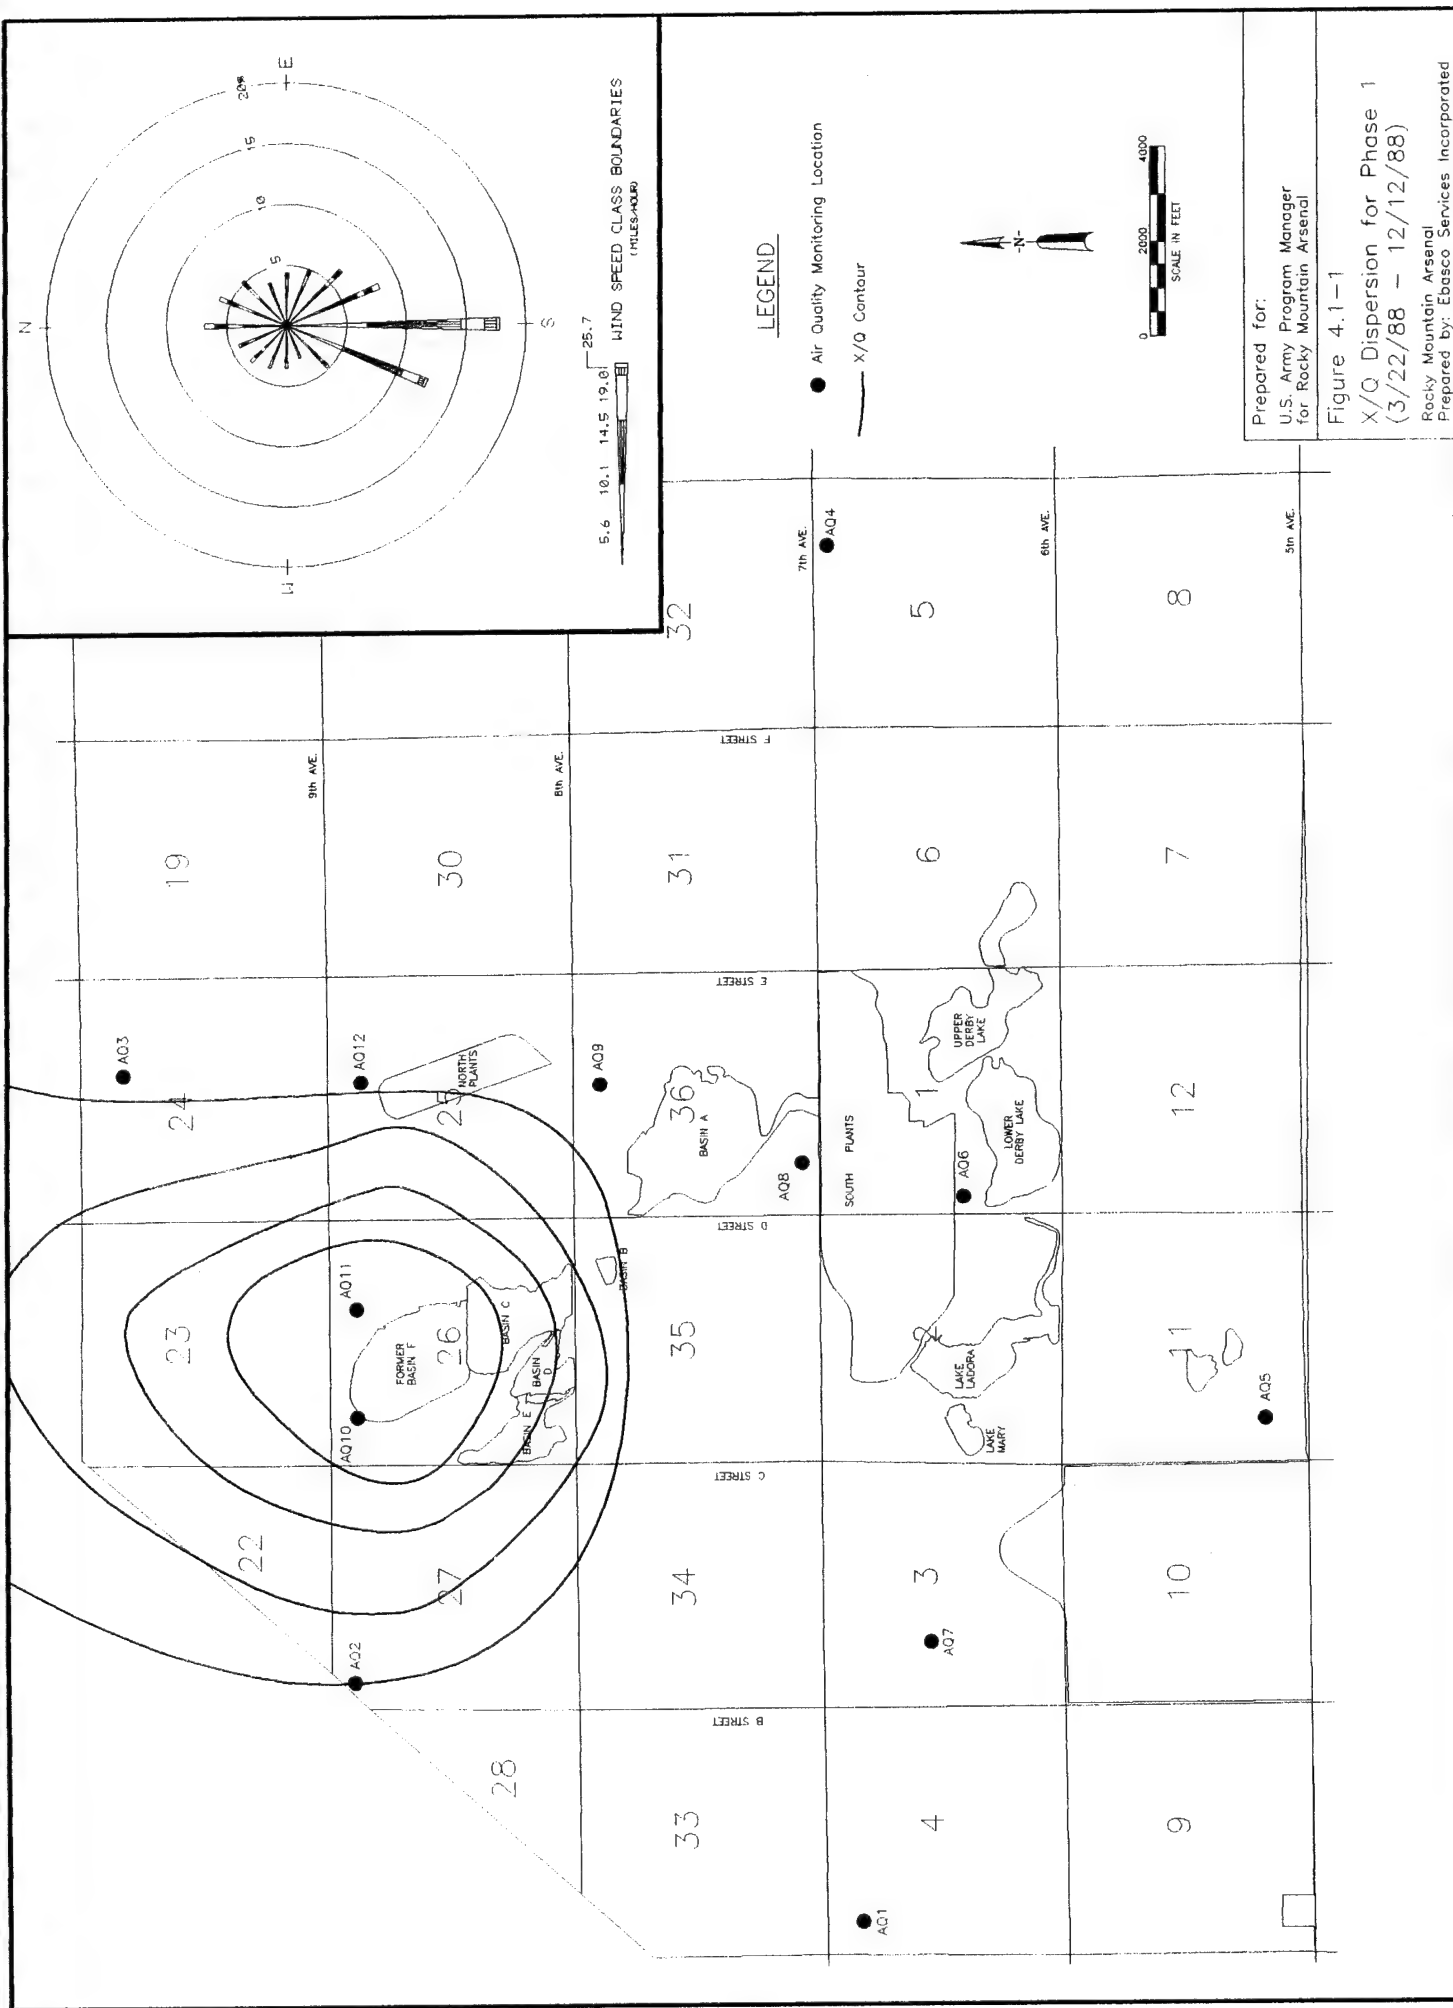 N
E
S
W
20%
15
10
5
25.7
5.6 10.1 14.5 19.0
WIND SPEED CLASS BOUNDARIES
(MILES/HOUR)
LEGEND
Air Quality Monitoring Location
X/Q Contour
-N-
0 2000 4000
SCALE IN FEET
Prepared for:
U.S. Army Program Manager
for Rocky Mountain Arsenal
Figure 4.1-1
X/Q Dispersion for Phase 1
(3/22/88 - 12/12/88)
Rocky Mountain Arsenal
Prepared by: Ebasco Services Incorporated
19
24
23
22
AQ3
9th AVE.
AQ12
AQ11
AQ10
AQ2
30
25
26
27
28
NORTH
PLANTS
FORMER
BASIN F
BASIN C
BASIN
D
BASIN E
8th AVE.
AQ9
BASIN B
32
31
36
35
34
33
BASIN A
F STREET
E STREET
D STREET
C STREET
B STREET
AQ8
7th AVE.
AQ4
SOUTH PLANTS
5
6
1
2
3
4
AQ1
AQ7
AQ6
UPPER
DERBY
LAKE
LOWER
DERBY LAKE
LAKE
LADORA
LAKE
MARY
6th AVE.
8
7
12
11
10
9
AQ5
5th AVE.